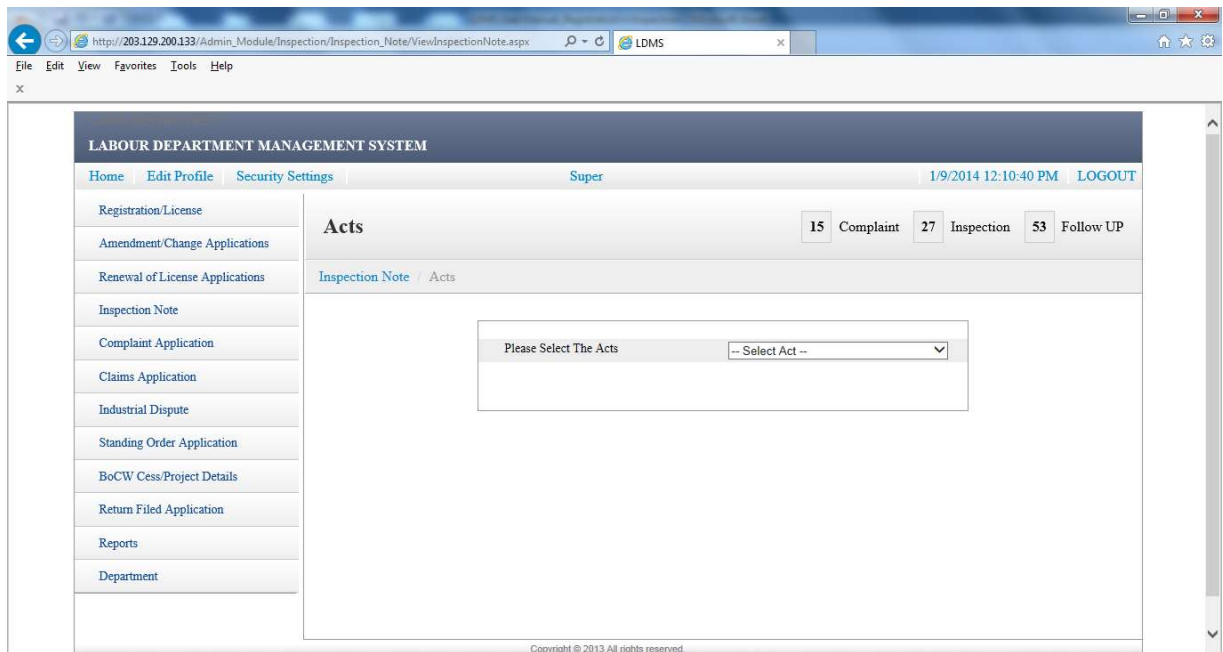 http://203.129.200.133/Admin_Module/Inspection/Inspection_Note/ViewInspectionNote.aspx LDMS
File Edit View Favorites Tools Help
LABOUR DEPARTMENT MANAGEMENT SYSTEM
Home Edit Profile Security Settings Super 1/9/2014 12:10:40 PM LOGOUT
Registration/License
Amendment/Change Applications
Renewal of License Applications
Inspection Note
Complaint Application
Claims Application
Industrial Dispute
Standing Order Application
BoCW Cess/Project Details
Return Filed Application
Reports
Department
Acts 15 Complaint 27 Inspection 53 Follow UP
Inspection Note / Acts
Please Select The Acts -- Select Act --
Copyright © 2013 All rights reserved.